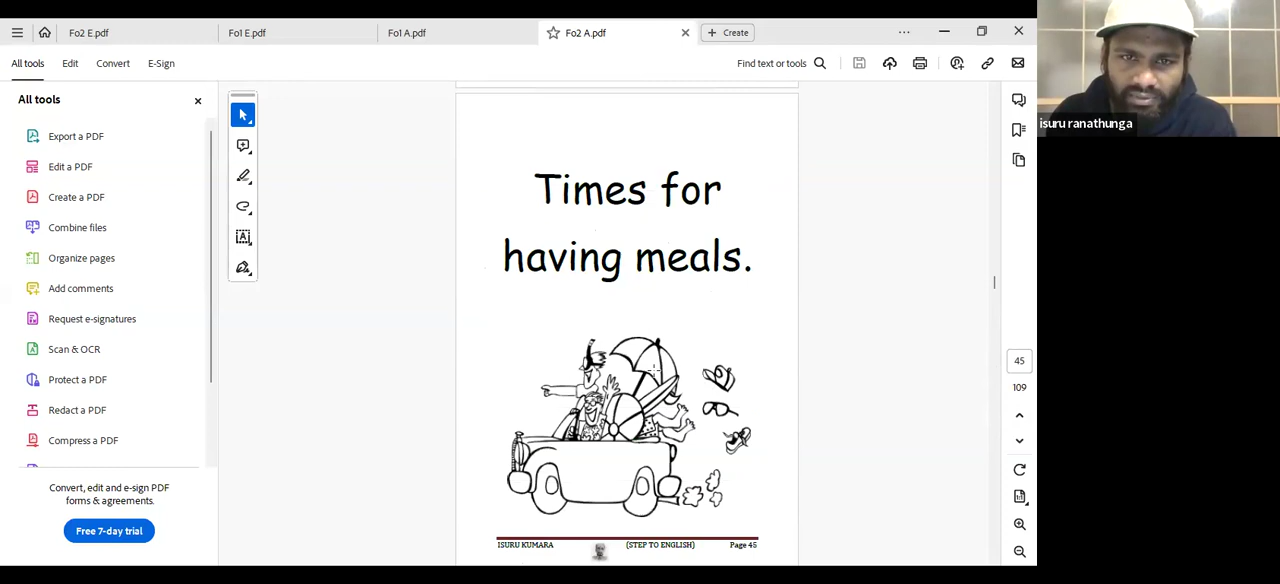 Fo2 E.pdf
Fo1 E.pdf
Fo1 A.pdf
Fo2 A.pdf
Create
All tools
Edit
Convert
E-Sign
Find text or tools
All tools
Export a PDF
Edit a PDF
Create a PDF
Combine files
Organize pages
Add comments
Request e-signatures
Scan & OCR
Protect a PDF
Redact a PDF
Compress a PDF
Convert, edit and e-sign PDF
forms & agreements.
Free 7-day trial
Times for
having meals.
ISURU KUMARA (STEP TO ENGLISH) Page 45
45
109
isuru ranathunga